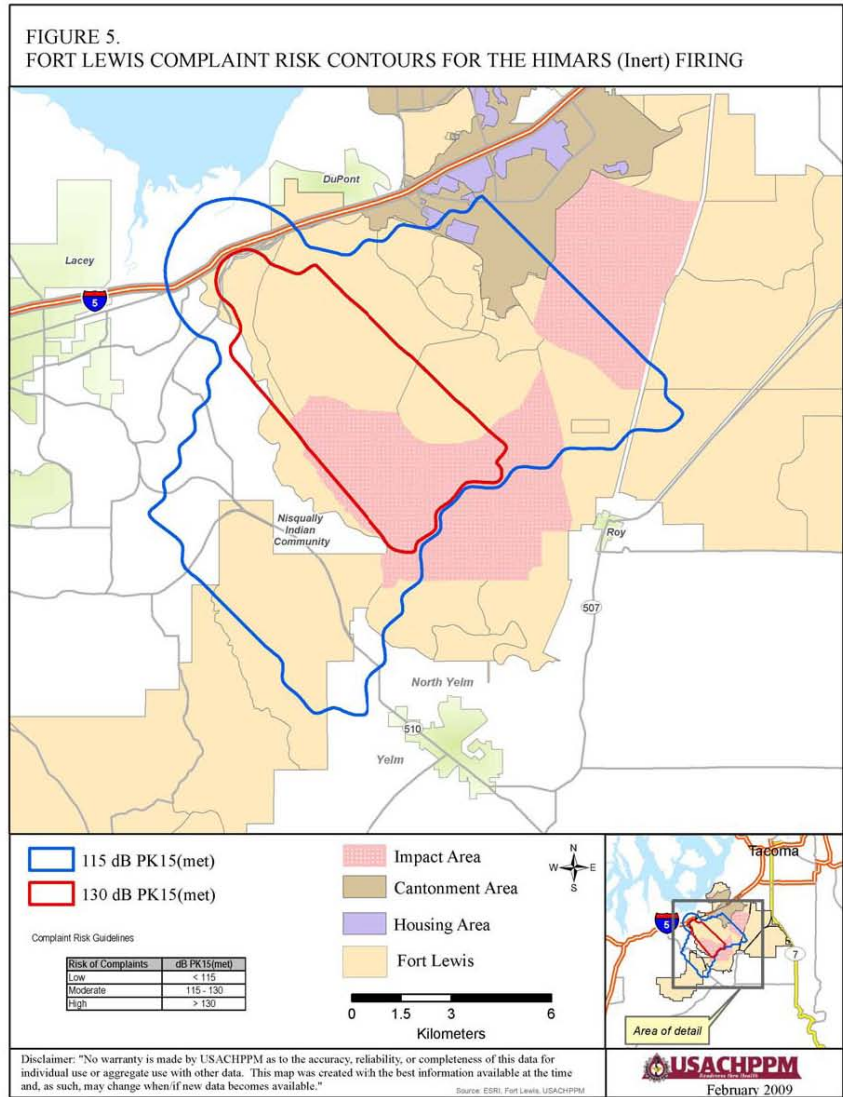 FIGURE 5.
FORT LEWIS COMPLAINT RISK CONTOURS FOR THE HIMARS (Inert) FIRING
DuPont
Lacey
5
Nisqually
Indian
Community
Roy
507
North Yelm
510
Yelm
115 dB PK15(met)
130 dB PK15(met)
Complaint Risk Guidelines
Risk of Complaints dB PK15(met)
Low < 115
Moderate 115 - 130
High > 130
Impact Area
Cantonment Area
Housing Area
Fort Lewis
N
W E
S
0 1.5 3 6
Kilometers
Tacoma
5
7
Area of detail
Disclaimer: "No warranty is made by USACHPPM as to the accuracy, reliability, or completeness of this data for
individual use or aggregate use with other data. This map was created with the best information available at the time
and, as such, may change when/if new data becomes available."
Source: ESRI, Fort Lewis, USACHPPM
USACHPPM
Readiness thru Health
February 2009